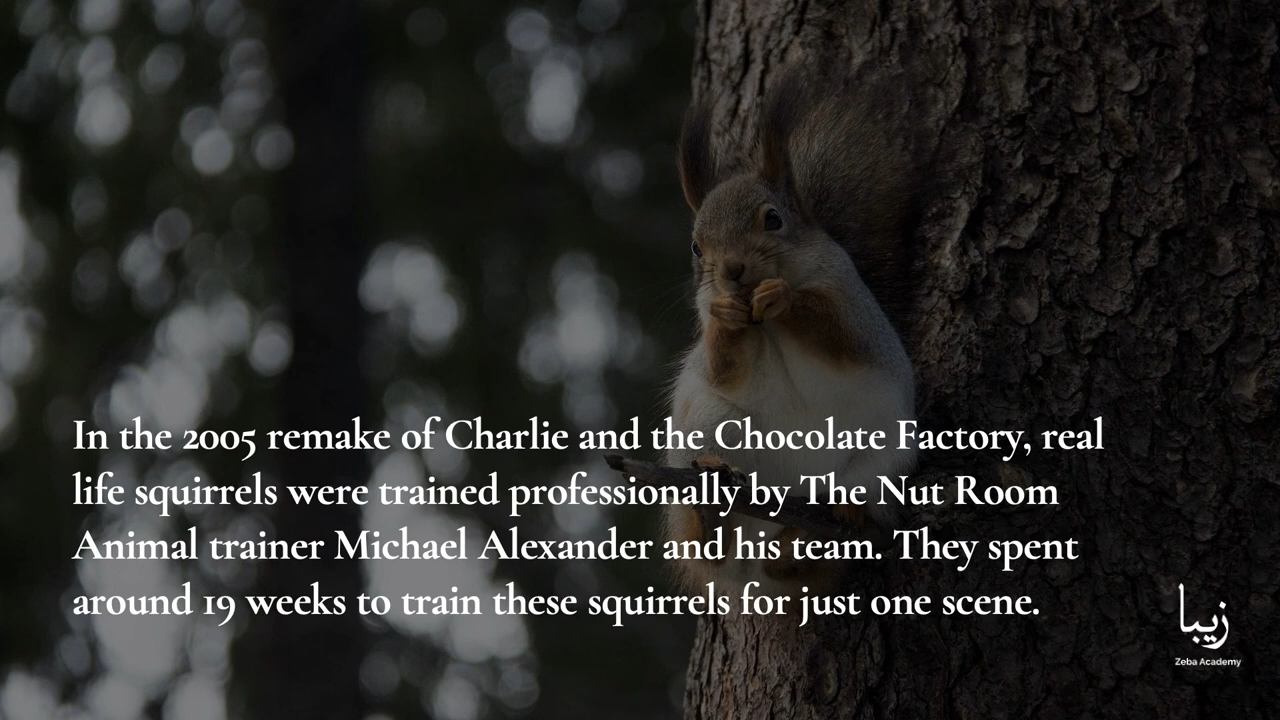 In the 2005 remake of Charlie and the Chocolate Factory, real
life squirrels were trained professionally by The Nut Room
Animal trainer Michael Alexander and his team. They spent
around 19 weeks to train these squirrels for just one scene.
زیبا
Zeba Academy